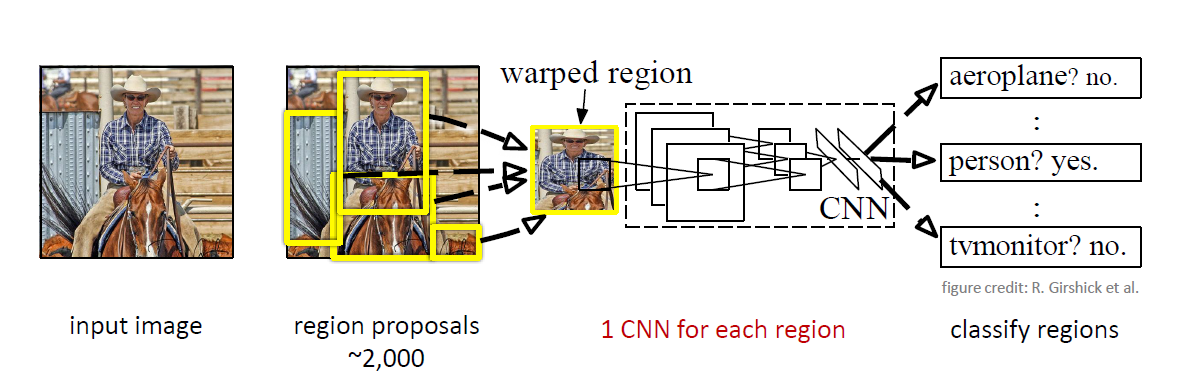 warped region
aeroplane? no.
:
person? yes.
:
tvmonitor? no.
CNN
figure credit: R. Girshick et al.
input image
region proposals
~2,000
1 CNN for each region
classify regions